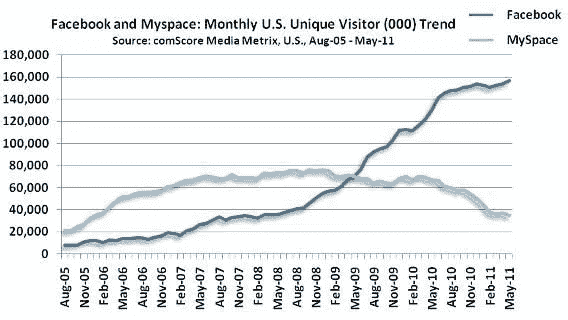 Facebook and Myspace: Monthly U.S. Unique Visitor (000) Trend
Source: comScore Media Metrix, U.S., Aug-05 - May-11
Facebook
MySpace
180,000
160,000
140,000
120,000
100,000
80,000
60,000
40,000
20,000
0
Aug-05
Nov-05
Feb-06
May-06
Aug-06
Nov-06
Feb-07
May-07
Aug-07
Nov-07
Feb-08
May-08
Aug-08
Nov-08
Feb-09
May-09
Aug-09
Nov-09
Feb-10
May-10
Aug-10
Nov-10
Feb-11
May-11